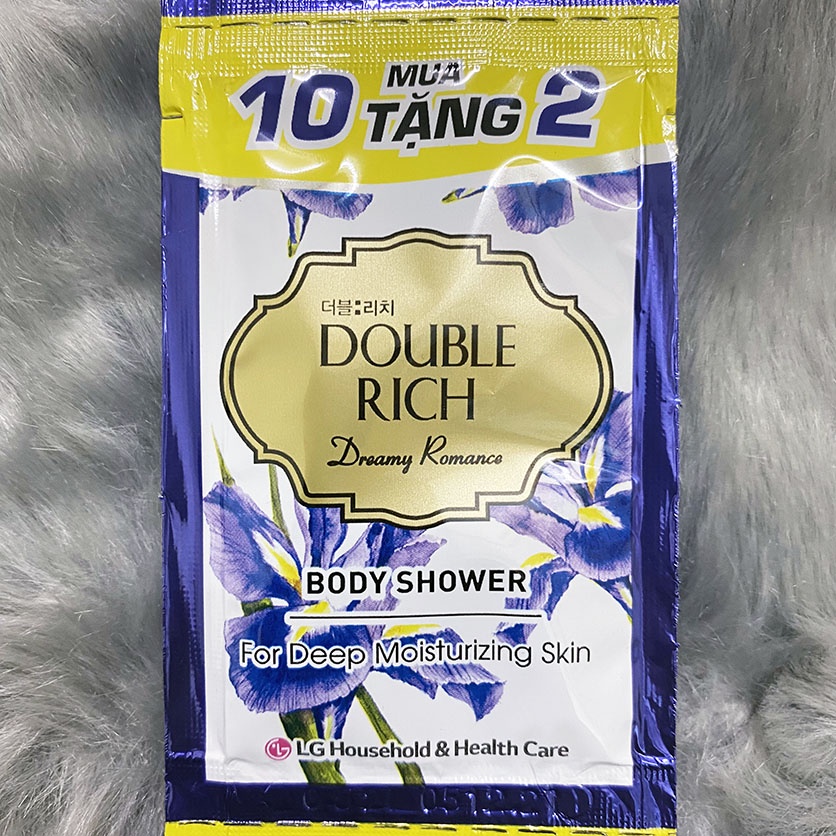 MUA
10 TẶNG 2
더블:리치
DOUBLE
RICH
Dreamy Romance
BODY SHOWER
For Deep Moisturizing Skin
LG Household & Health Care